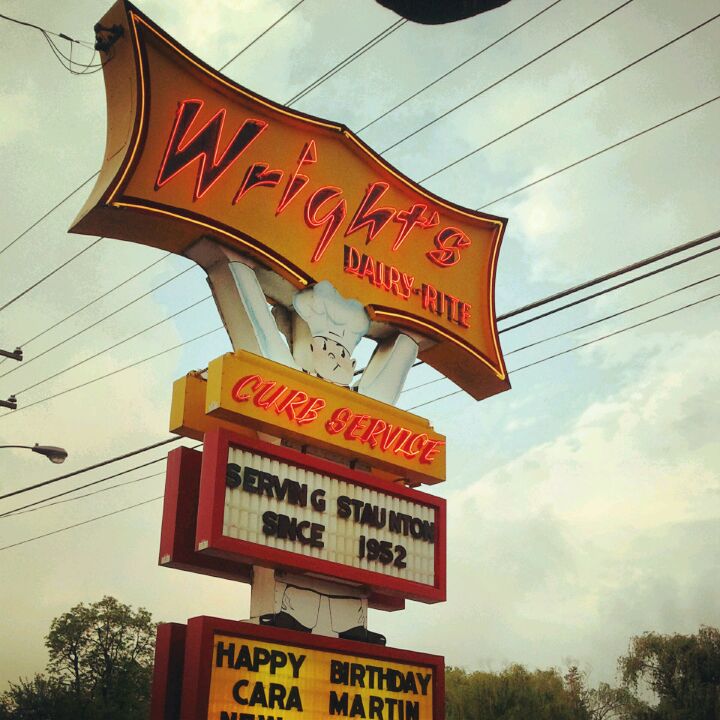 Wright's
DAIRY-RITE
CURB SERVICE
SERVING STAUNTON
SINCE 1952
HAPPY BIRTHDAY
CARA MARTIN